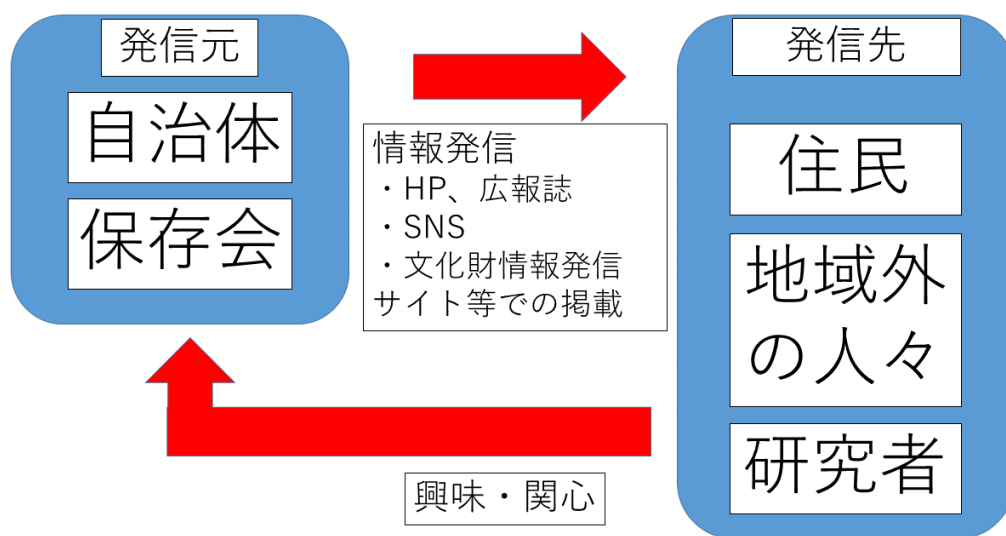 発信元
自治体
保存会
情報発信
・HP、広報誌
・SNS
・文化財情報発信
サイト等での掲載
発信先
住民
地域外
の人々
研究者
興味・関心